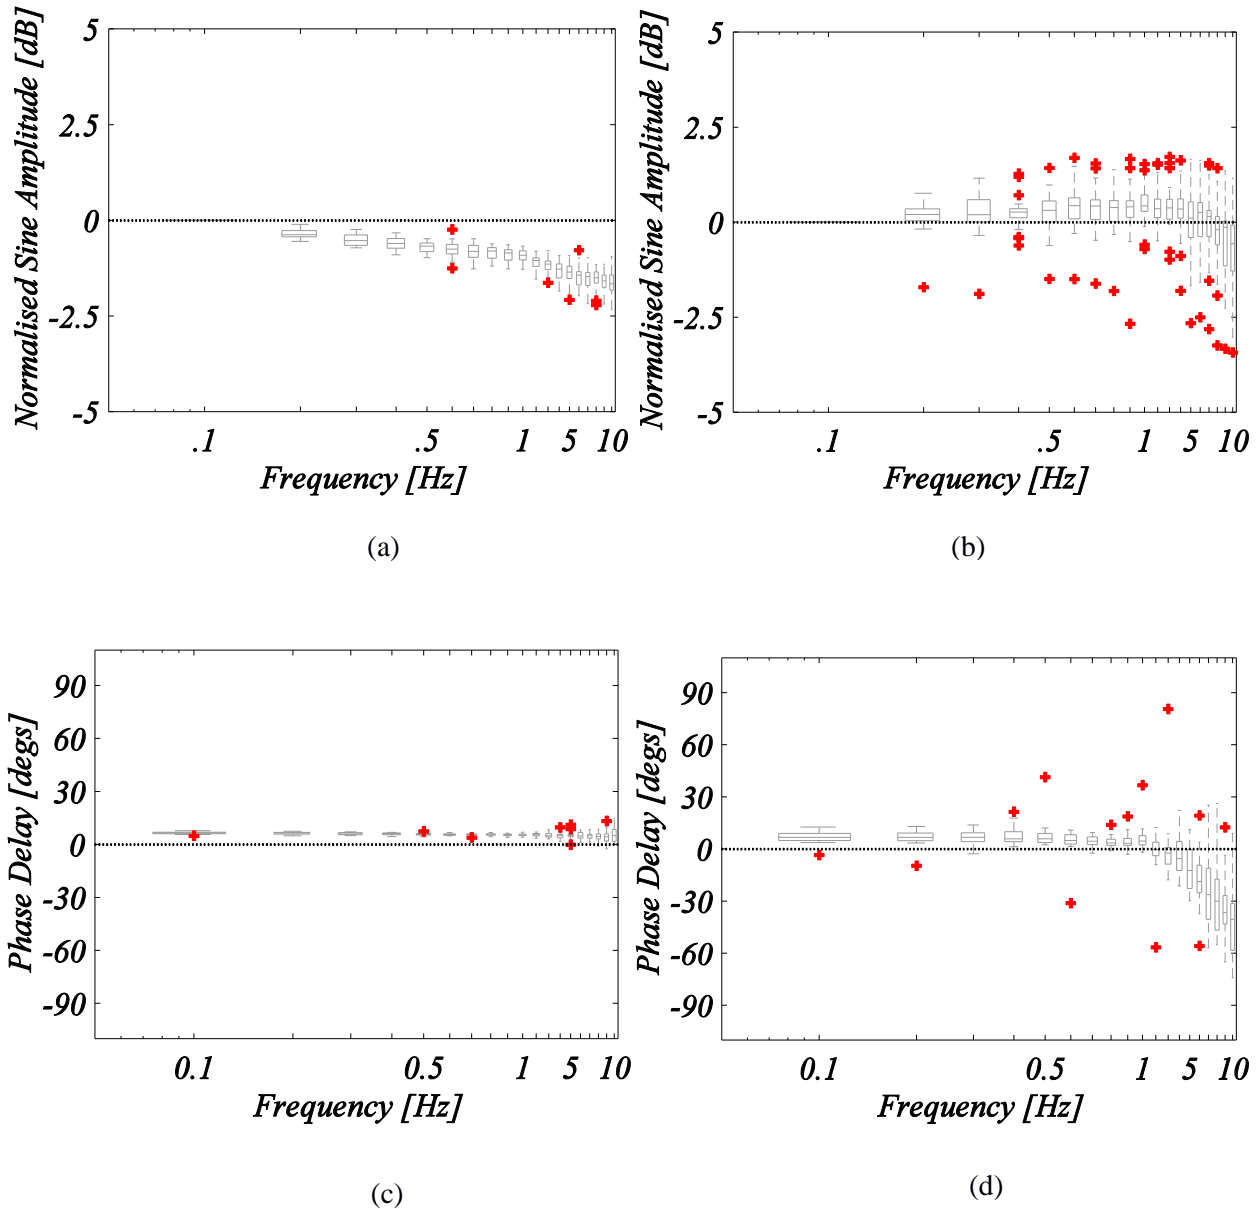 Normalised Sine Amplitude [dB]
5
2.5
0
-2.5
-5
.1 .5 1 5 10
Frequency [Hz]
(a)
Normalised Sine Amplitude [dB]
5
2.5
0
-2.5
-5
.1 .5 1 5 10
Frequency [Hz]
(b)
Phase Delay [degs]
90
60
30
0
-30
-60
-90
0.1 0.5 1 5 10
Frequency [Hz]
(c)
Phase Delay [degs]
90
60
30
0
-30
-60
-90
0.1 0.5 1 5 10
Frequency [Hz]
(d)